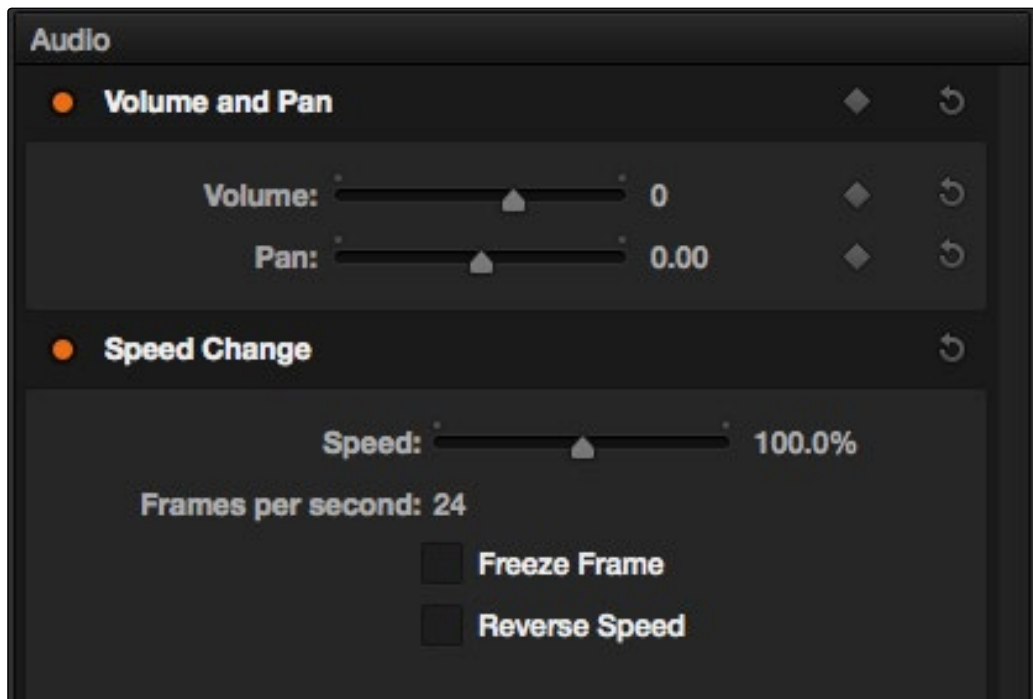 Audio
Volume and Pan
Volume: 0
Pan: 0.00
Speed Change
Speed: 100.0%
Frames per second: 24
Freeze Frame
Reverse Speed